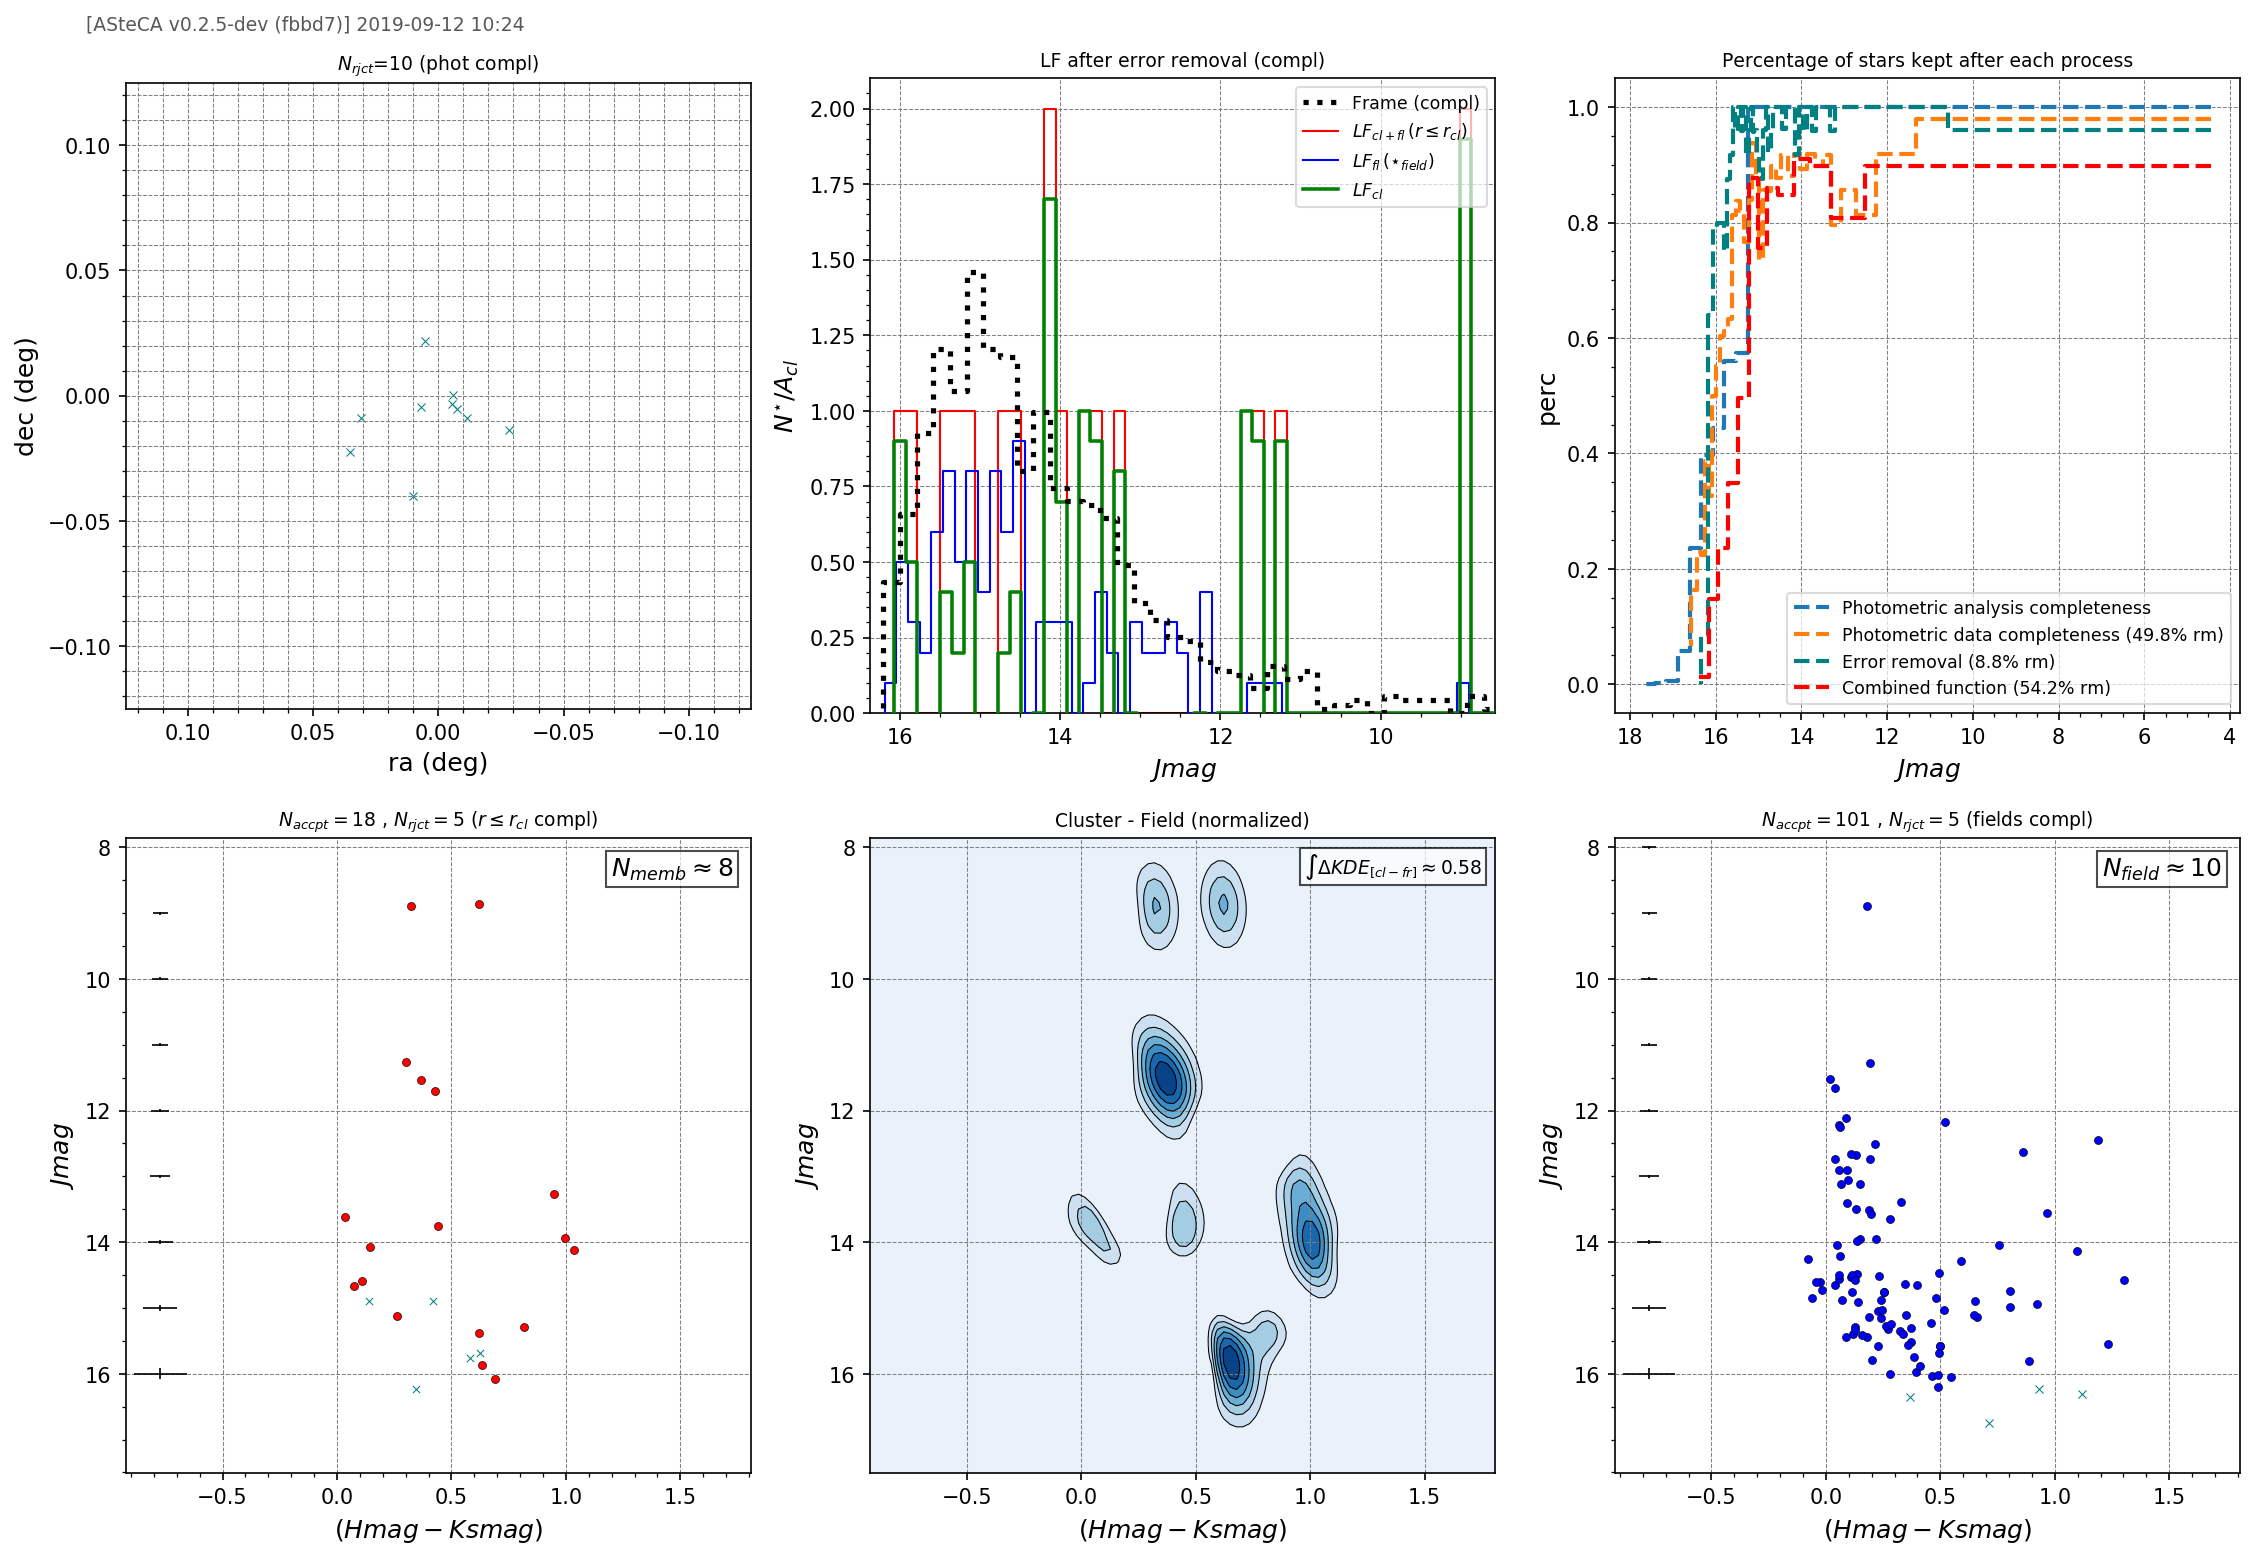 [ASteCA v0.2.5-dev (fbbd7)] 2019-09-12 10:24
N_rjct=10 (phot compl)
0.10
0.05
0.00
−0.05
−0.10
dec (deg)
0.10 0.05 0.00 −0.05 −0.10
ra (deg)
LF after error removal (compl)
Frame (compl)
LF_cl+fl (r ≤ r_cl)
LF_fl (⋆_field)
LF_cl
2.00
1.75
1.50
1.25
1.00
0.75
0.50
0.25
0.00
N⋆/A_cl
16 14 12 10
Jmag
Percentage of stars kept after each process
1.0
0.8
0.6
0.4
0.2
0.0
perc
Photometric analysis completeness
Photometric data completeness (49.8% rm)
Error removal (8.8% rm)
Combined function (54.2% rm)
18 16 14 12 10 8 6 4
Jmag
N_accpt = 18 , N_rjct = 5 (r ≤ r_cl compl)
N_memb ≈ 8
8
10
12
14
16
Jmag
−0.5 0.0 0.5 1.0 1.5
(Hmag − Ksmag)
Cluster - Field (normalized)
∫ΔKDE_[cl−fr] ≈ 0.58
8
10
12
14
16
Jmag
−0.5 0.0 0.5 1.0 1.5
(Hmag − Ksmag)
N_accpt = 101 , N_rjct = 5 (fields compl)
N_field ≈ 10
8
10
12
14
16
Jmag
−0.5 0.0 0.5 1.0 1.5
(Hmag − Ksmag)